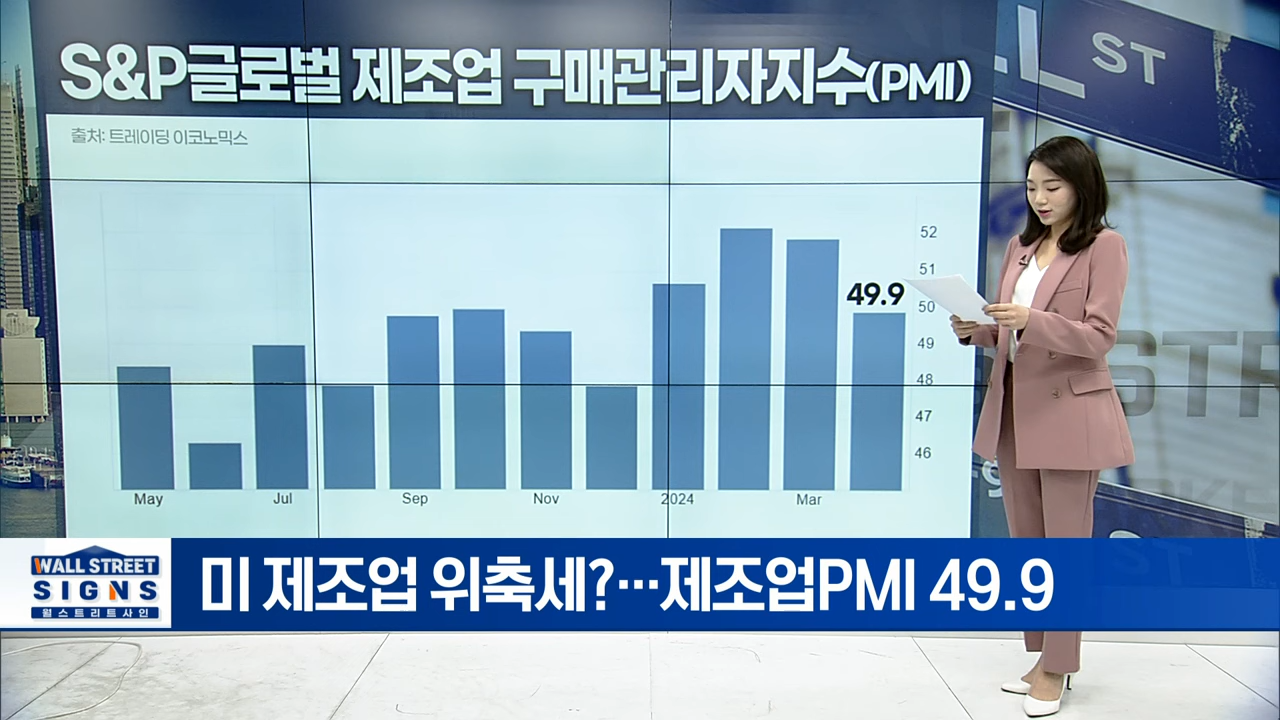 S&P글로벌 제조업 구매관리자지수(PMI)
출처: 트레이딩 이코노믹스
ST
52
51
49.9
50
49
48
47
46
May Jul Sep Nov 2024 Mar
WALL STREET
SIGNS
월스트리트사인
미 제조업 위축세?…제조업PMI 49.9